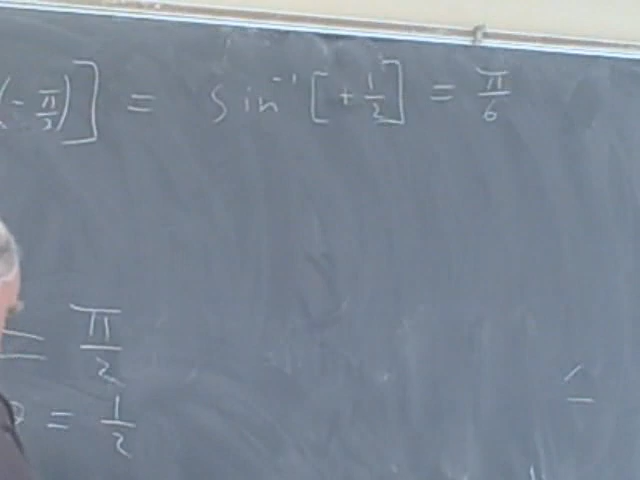 (-π/3)] = sin⁻¹ [+1/2] = π/6
= π/2
= 1/2